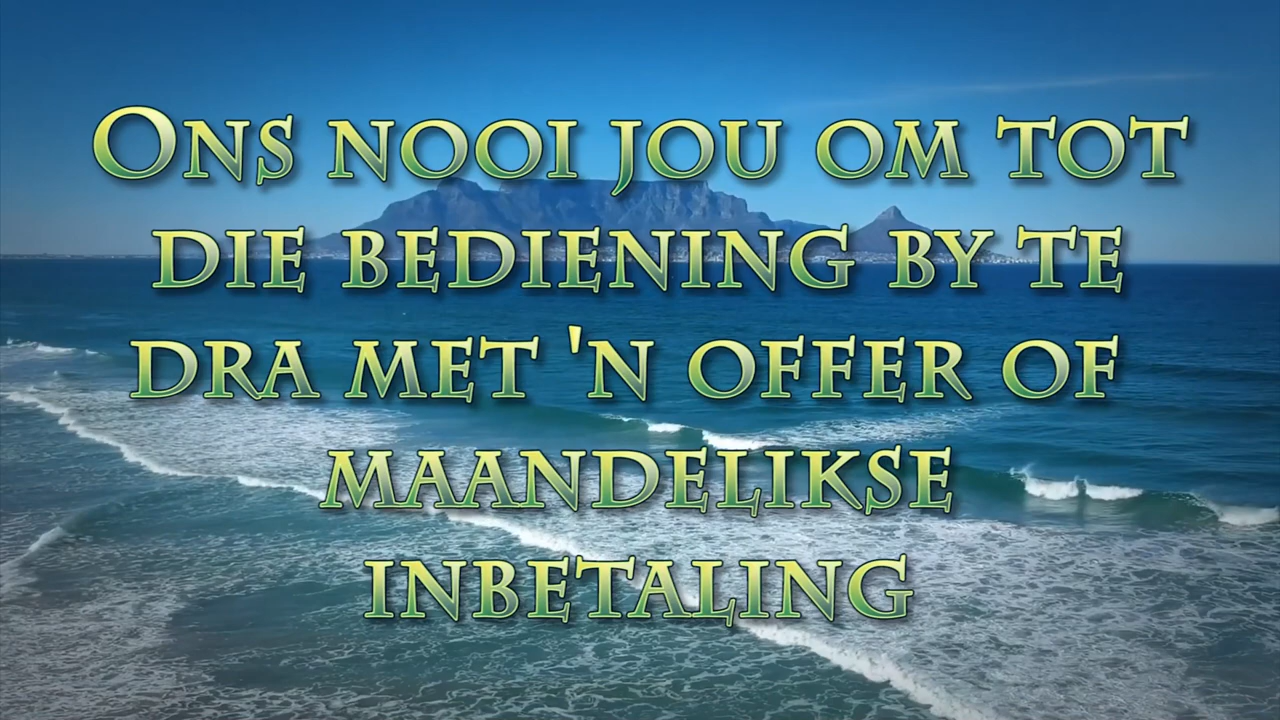 Ons nooi jou om tot
die bediening by te
dra met 'n offer of
maandelikse
inbetaling